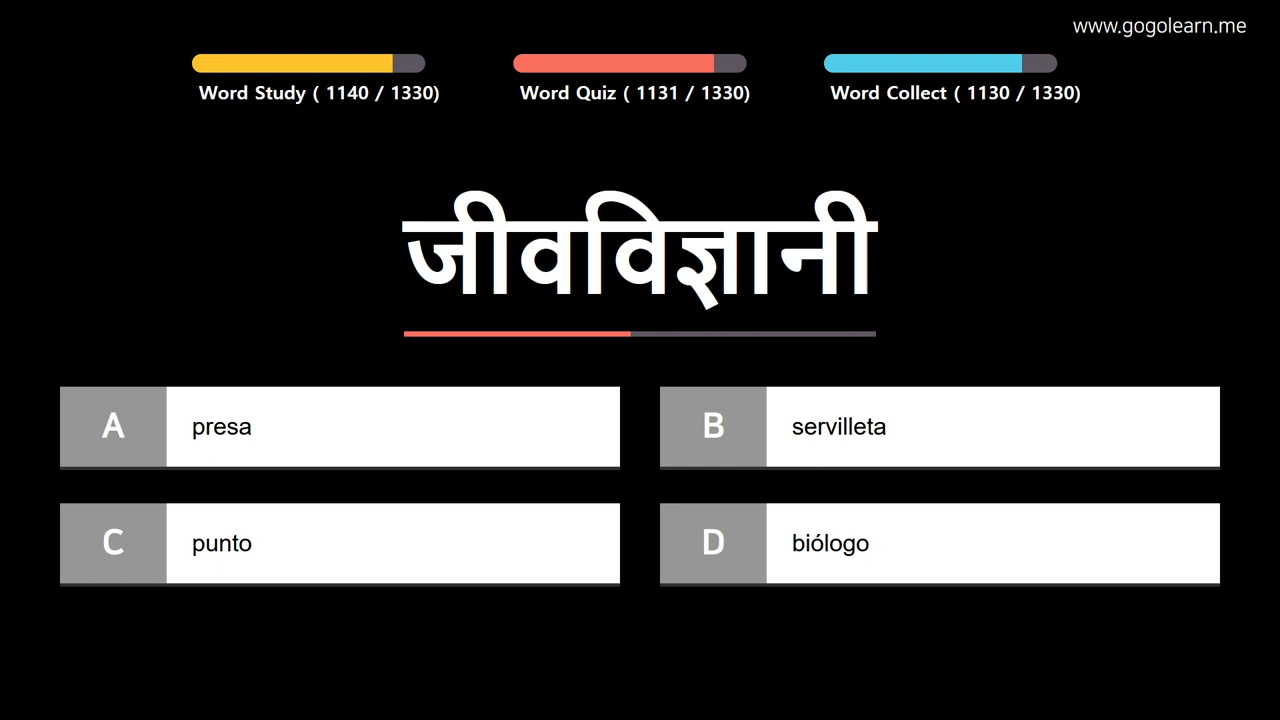 www.gogolearn.me
Word Study ( 1140 / 1330)
Word Quiz ( 1131 / 1330)
Word Collect ( 1130 / 1330)
जीवविज्ञानी
A presa
B servilleta
C punto
D biólogo